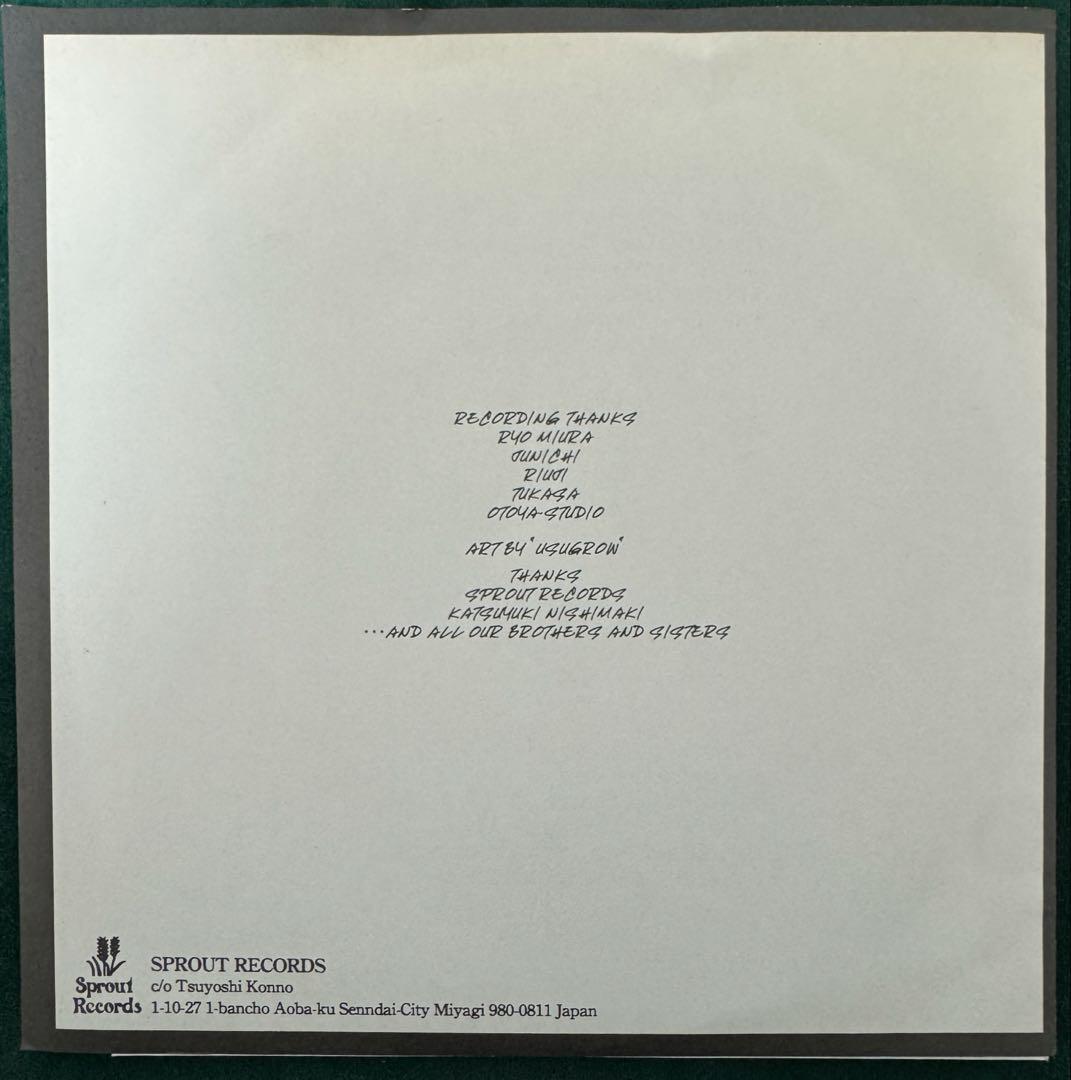 RECORDING THANKS
RYO MIURA
JUNICHI
RIUJI
TUKASA
OTOYA-STUDIO
ART BY "USUGROW"
THANKS
SPROUT RECORDS
KATSUYUKI NISHIMAKI
...AND ALL OUR BROTHERS AND SISTERS
Sprout
Records
SPROUT RECORDS
c/o Tsuyoshi Konno
1-10-27 1-bancho Aoba-ku Senndai-City Miyagi 980-0811 Japan